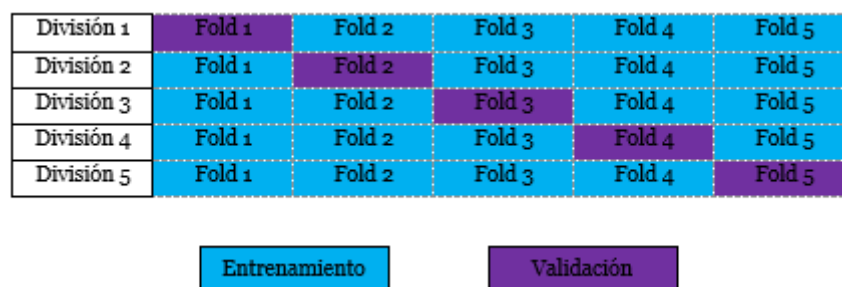 División 1 Fold 1 Fold 2 Fold 3 Fold 4 Fold 5
División 2 Fold 1 Fold 2 Fold 3 Fold 4 Fold 5
División 3 Fold 1 Fold 2 Fold 3 Fold 4 Fold 5
División 4 Fold 1 Fold 2 Fold 3 Fold 4 Fold 5
División 5 Fold 1 Fold 2 Fold 3 Fold 4 Fold 5
Entrenamiento Validación